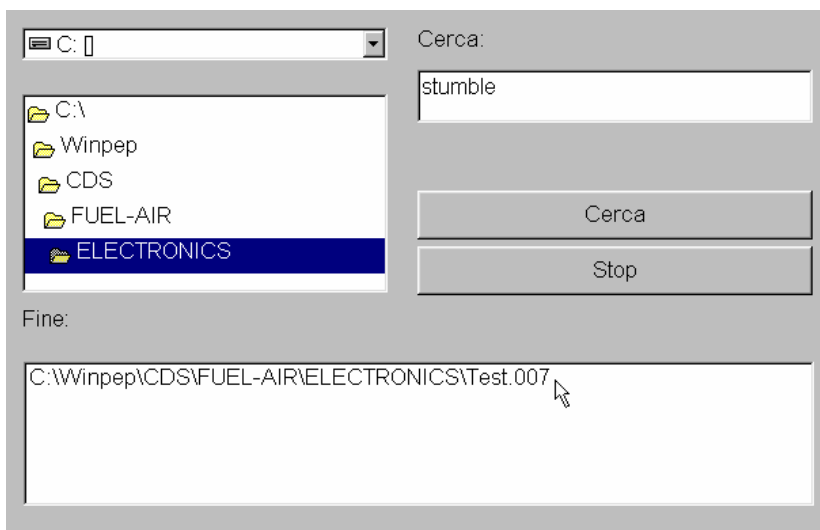 C: []
C:\
Winpep
CDS
FUEL-AIR
ELECTRONICS
Cerca:
stumble
Cerca
Stop
Fine:
C:\Winpep\CDS\FUEL-AIR\ELECTRONICS\Test.007